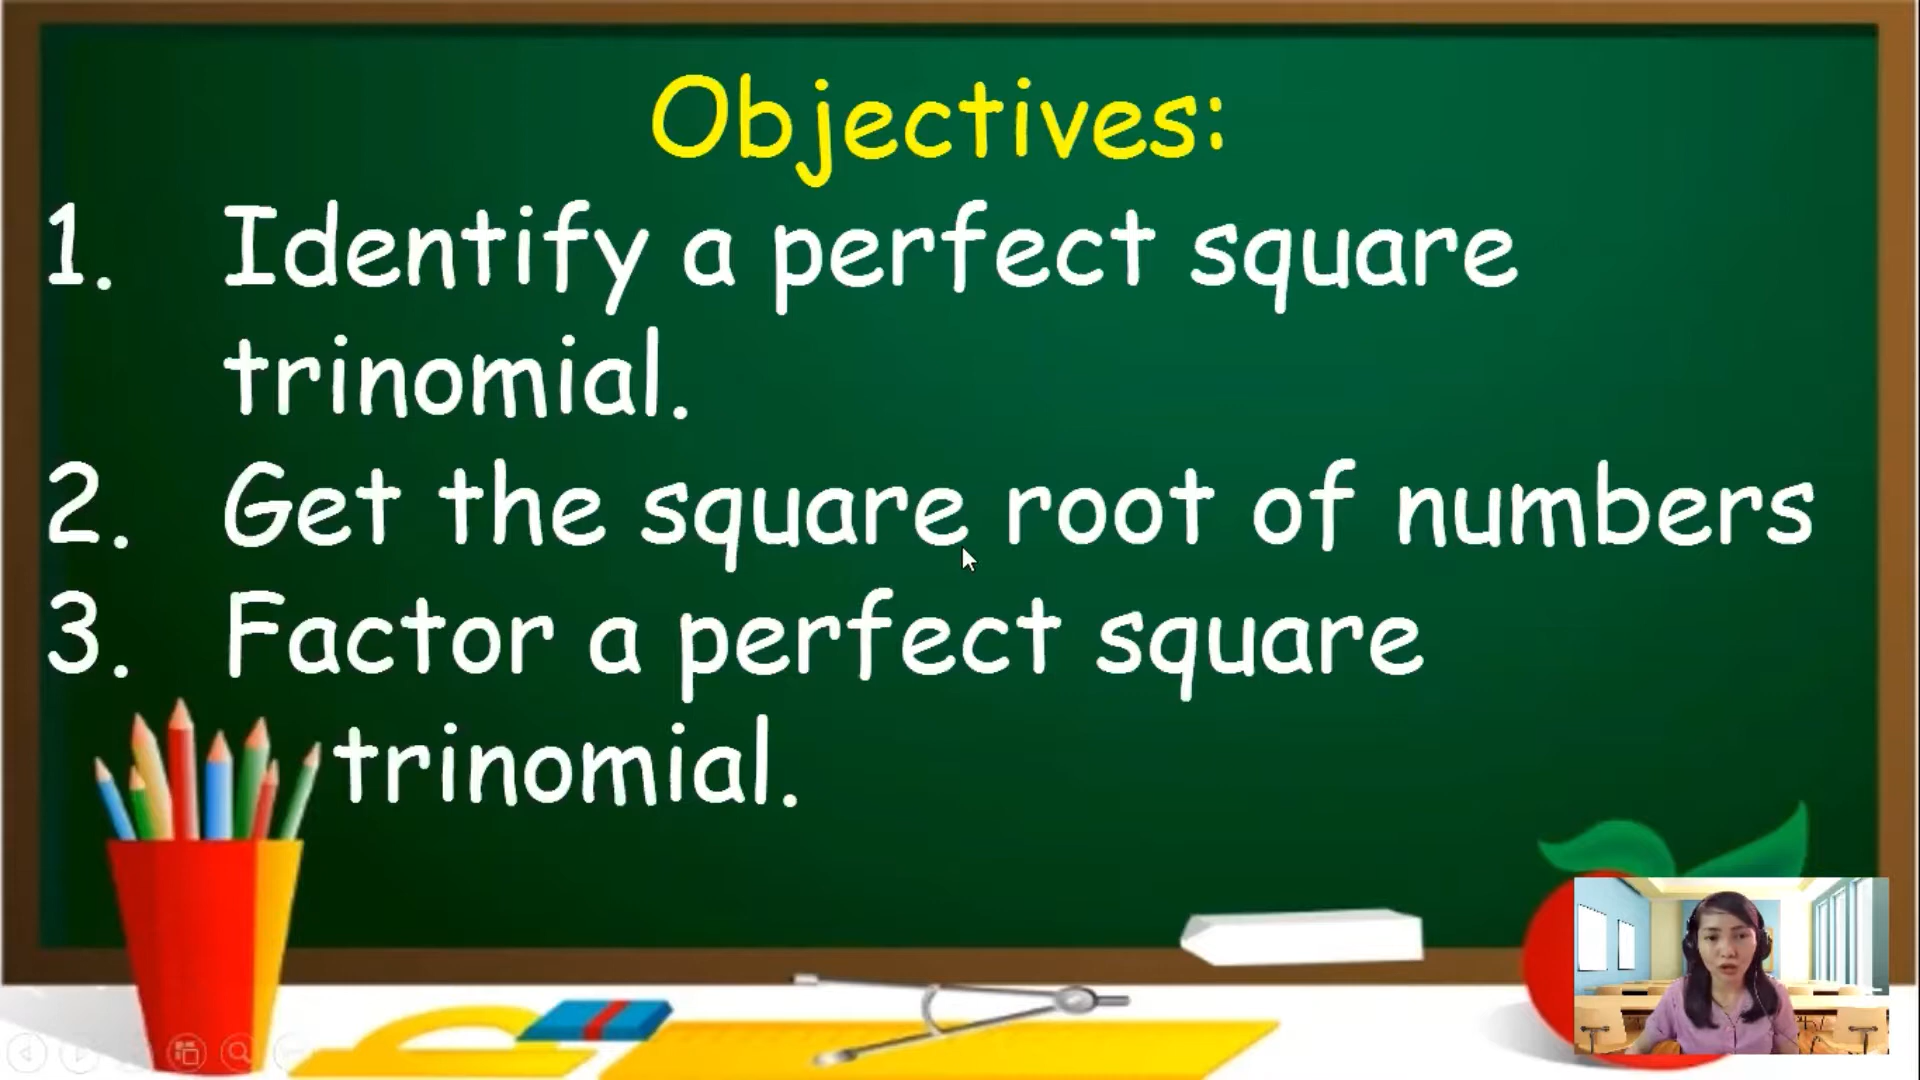 Objectives:
1. Identify a perfect square
trinomial.
2. Get the square root of numbers
3. Factor a perfect square
trinomial.